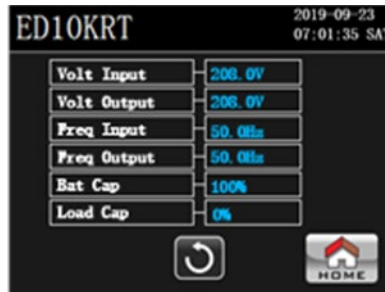 ED10KRT
2019-09-23
07:01:35 SA
Volt Input 208.0V
Volt Output 208.0V
Freq Input 50.0Hz
Freq Output 50.0Hz
Bat Cap 100%
Load Cap 0%
HOME